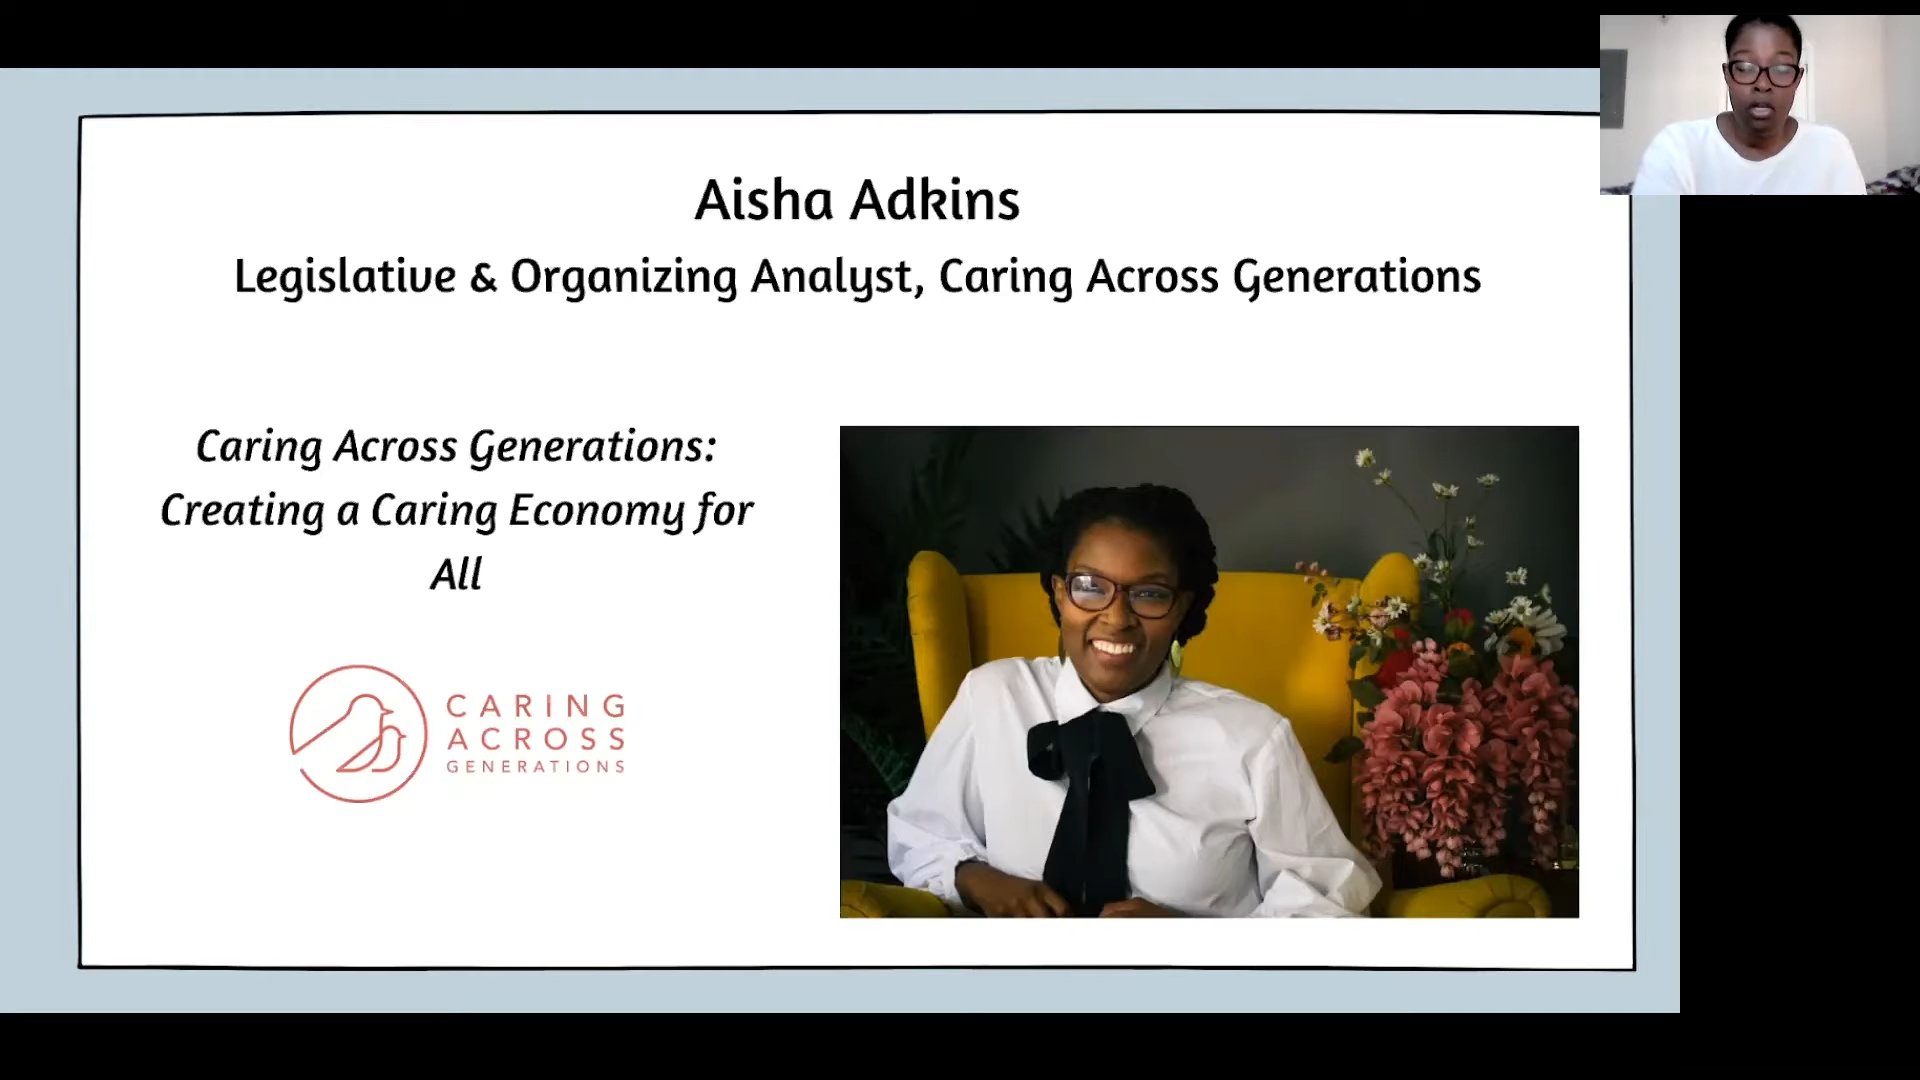 Aisha Adkins
Legislative & Organizing Analyst, Caring Across Generations
Caring Across Generations:
Creating a Caring Economy for
All
CARING
ACROSS
GENERATIONS